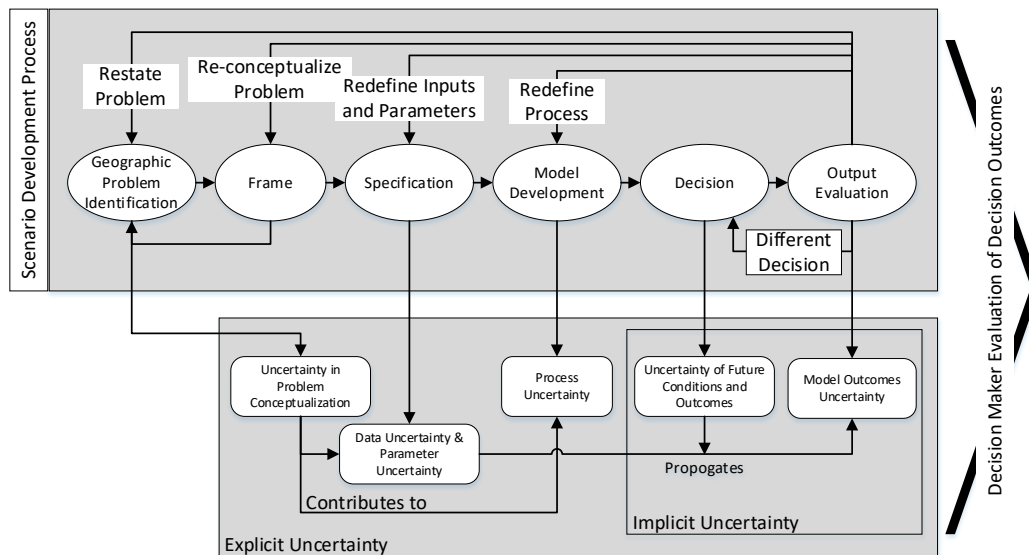 Scenario Development Process
Restate
Problem
Re-conceptualize
Problem
Redefine Inputs
and Parameters
Redefine
Process
Geographic
Problem
Identification
Frame
Specification
Model
Development
Decision
Output
Evaluation
Different
Decision
Uncertainty in
Problem
Conceptualization
Data Uncertainty &
Parameter
Uncertainty
Process
Uncertainty
Uncertainty of Future
Conditions and
Outcomes
Model Outcomes
Uncertainty
Propogates
Contributes to
Implicit Uncertainty
Explicit Uncertainty
Decision Maker Evaluation of Decision Outcomes